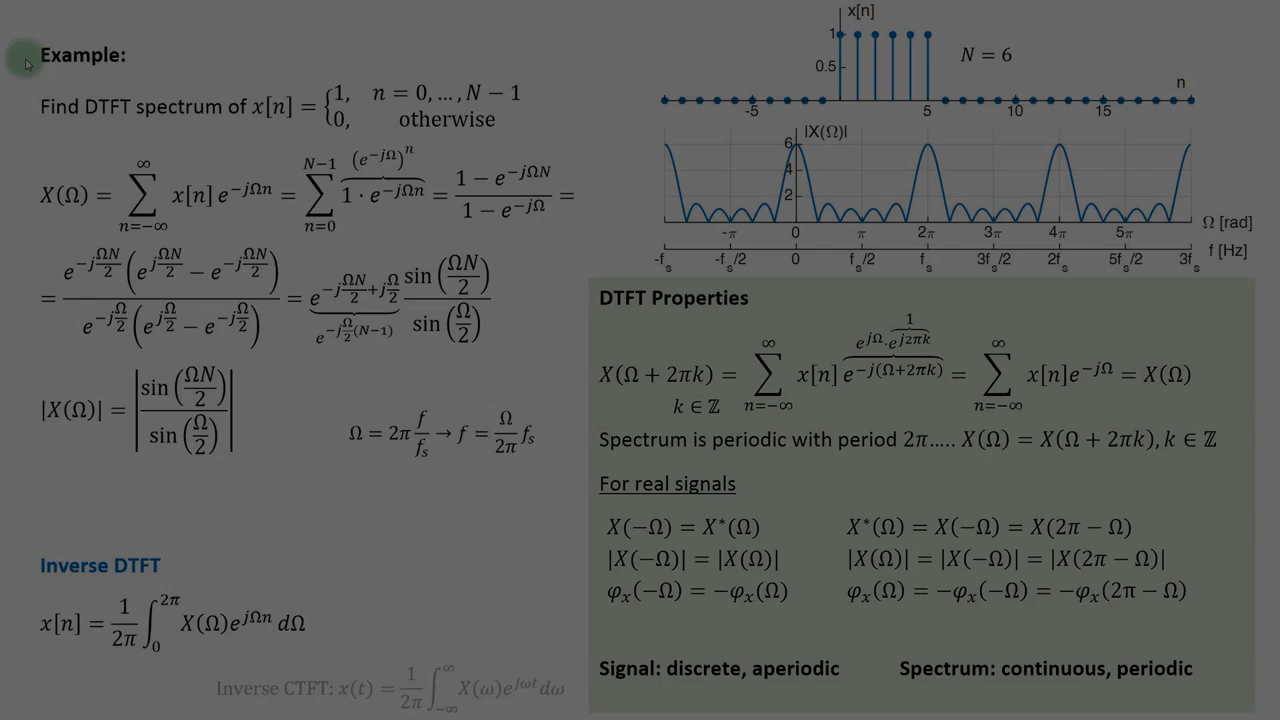 Example:
Find DTFT spectrum of x[n] = {1, n = 0, … , N − 1
0, otherwise
X(Ω) = ∑_{n=−∞}^{∞} x[n] e^{−jΩn} = ∑_{n=0}^{N−1} 1 · e^{−jΩn} (e^{−jΩ})^n = (1 − e^{−jΩN}) / (1 − e^{−jΩ}) =
= e^{−jΩN/2} (e^{jΩN/2} − e^{−jΩN/2}) / e^{−jΩ/2} (e^{jΩ/2} − e^{−jΩ/2}) = e^{−jΩN/2 + jΩ/2} sin(ΩN/2) / sin(Ω/2)
e^{−jΩ/2(N−1)}
|X(Ω)| = |sin(ΩN/2) / sin(Ω/2)|
Ω = 2π f/f_s → f = Ω/2π f_s
Inverse DTFT
x[n] = 1/2π ∫_0^{2π} X(Ω)e^{jΩn} dΩ
Inverse CTFT: x(t) = 1/2π ∫_{−∞}^{∞} X(ω)e^{jωt}dω
x[n]
1
0.5
N = 6
n
-5 5 10 15
|X(Ω)|
6
4
2
-π 0 π 2π 3π 4π 5π Ω [rad]
-f_s -f_s/2 0 f_s/2 f_s 3f_s/2 2f_s 5f_s/2 3f_s f [Hz]
DTFT Properties
X(Ω + 2πk) = ∑_{n=−∞}^{∞} x[n] e^{−j(Ω+2πk)} = ∑_{n=−∞}^{∞} x[n]e^{−jΩ} = X(Ω)
e^{jΩ}·e^{j2πk}
1
k ∈ ℤ
Spectrum is periodic with period 2π..... X(Ω) = X(Ω + 2πk), k ∈ ℤ
For real signals
X(−Ω) = X*(Ω) X*(Ω) = X(−Ω) = X(2π − Ω)
|X(−Ω)| = |X(Ω)| |X(Ω)| = |X(−Ω)| = |X(2π − Ω)|
φ_x(−Ω) = −φ_x(Ω) φ_x(Ω) = −φ_x(−Ω) = −φ_x(2π − Ω)
Signal: discrete, aperiodic Spectrum: continuous, periodic